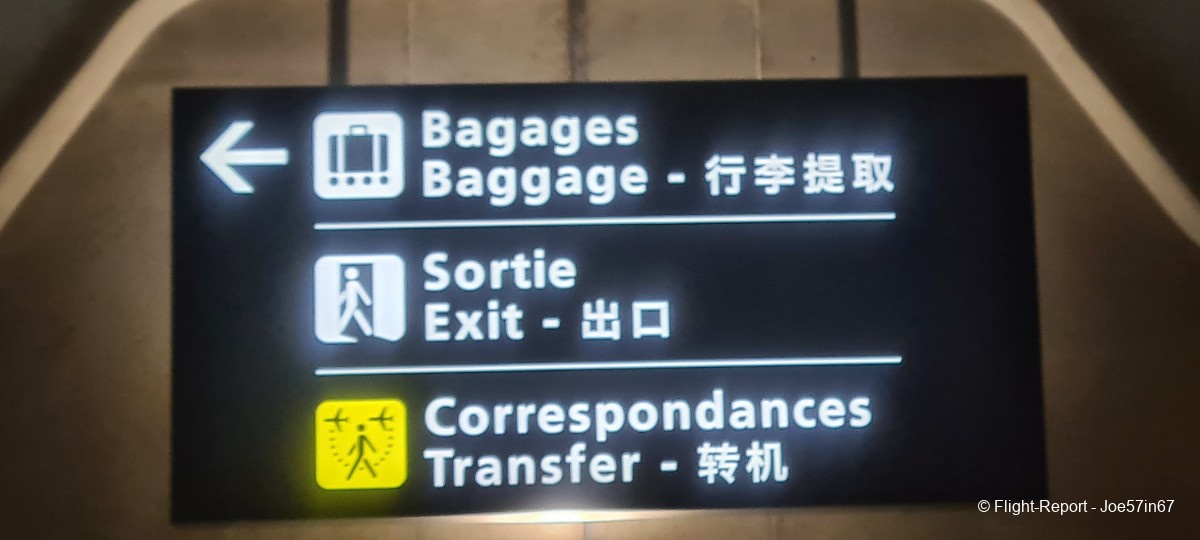 Bagages
Baggage - 行李提取
Sortie
Exit - 出口
Correspondances
Transfer - 转机
© Flight-Report - Joe57in67